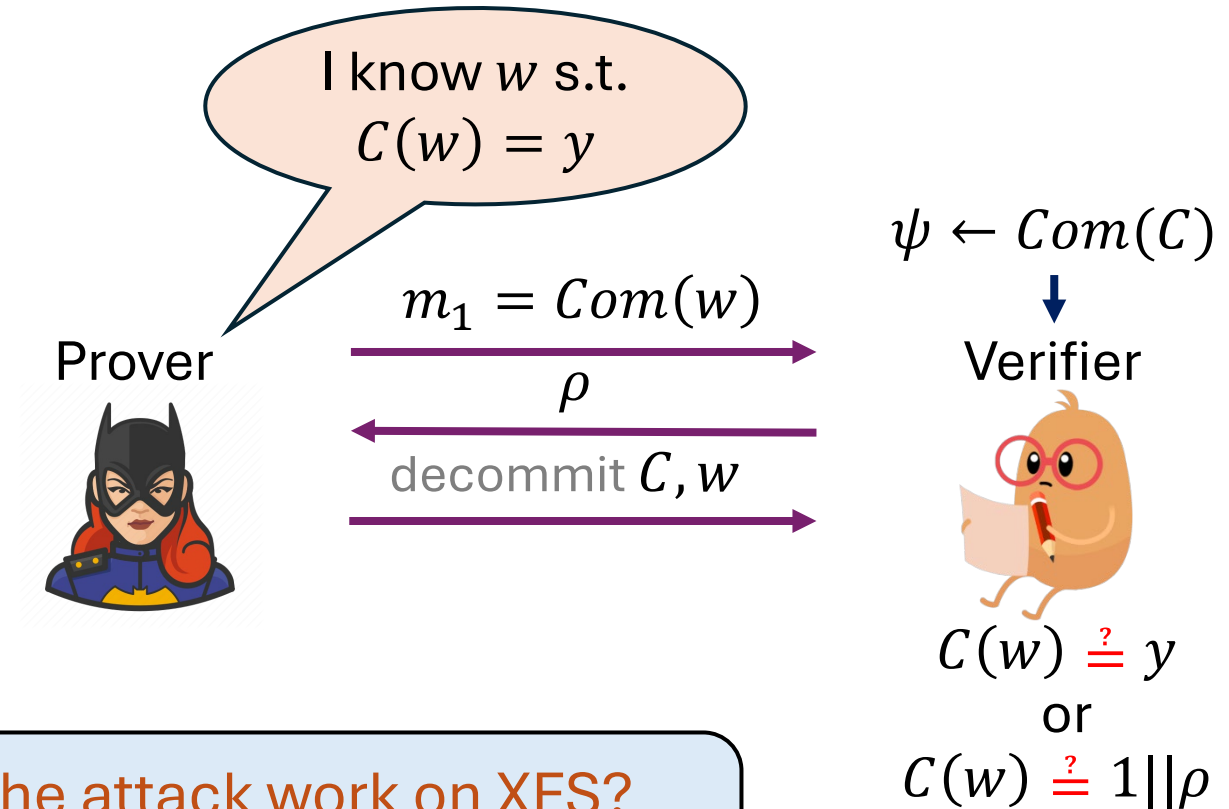 I know w s.t.
C(w) = y
ψ ← Com(C)
m₁ = Com(w)
Prover
Verifier
ρ
decommit C, w
C(w) ≟ y
or
C(w) ≟ 1||ρ
he attack work on XFS?